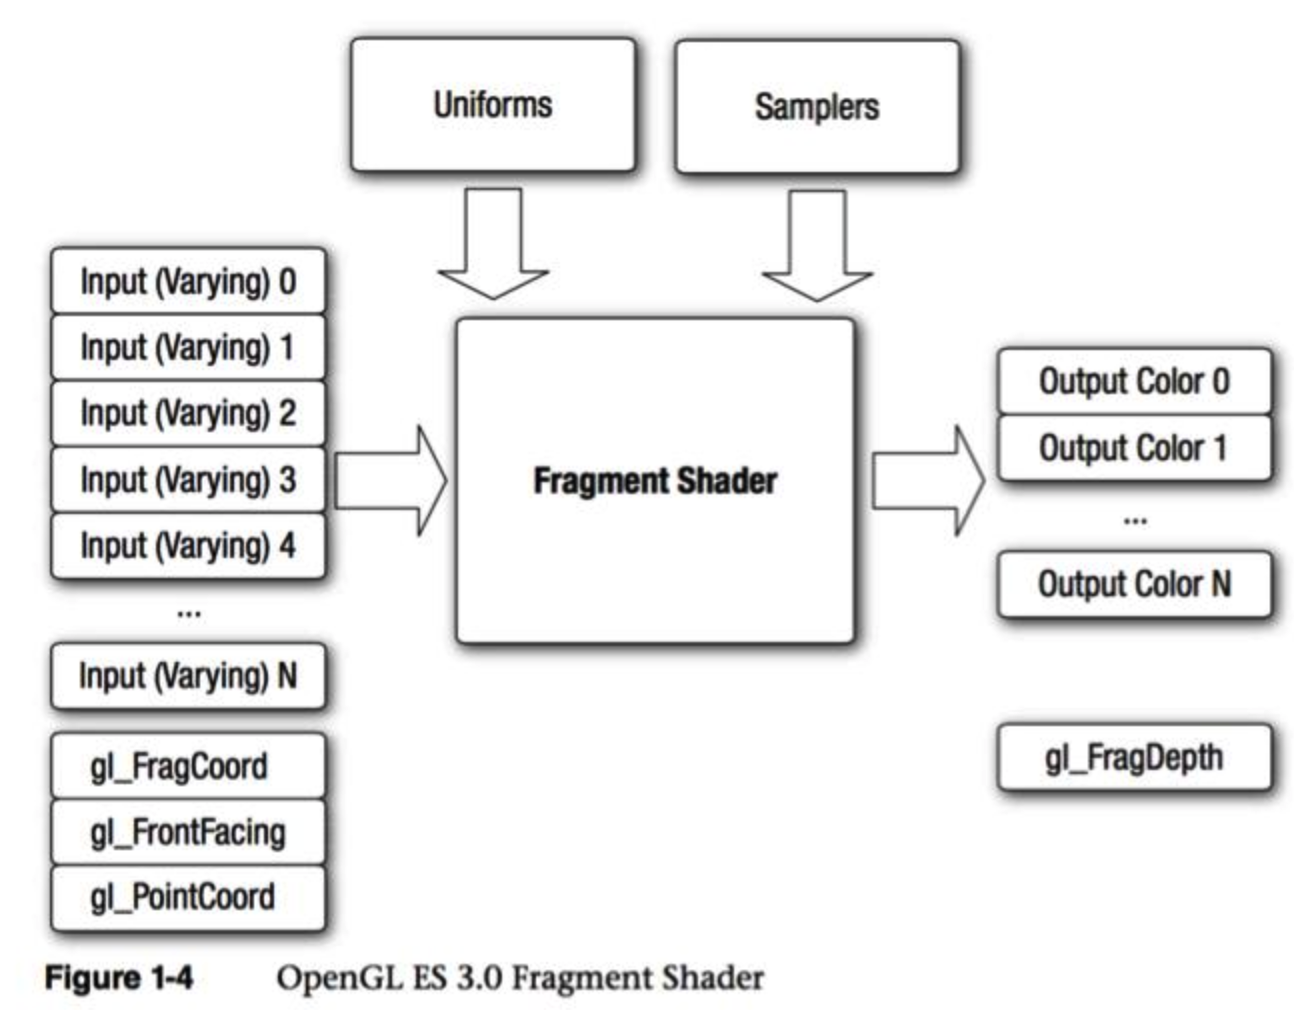 Uniforms
Samplers
Input (Varying) 0
Input (Varying) 1
Input (Varying) 2
Input (Varying) 3
Input (Varying) 4
...
Input (Varying) N
gl_FragCoord
gl_FrontFacing
gl_PointCoord
Fragment Shader
Output Color 0
Output Color 1
...
Output Color N
gl_FragDepth
Figure 1-4 OpenGL ES 3.0 Fragment Shader